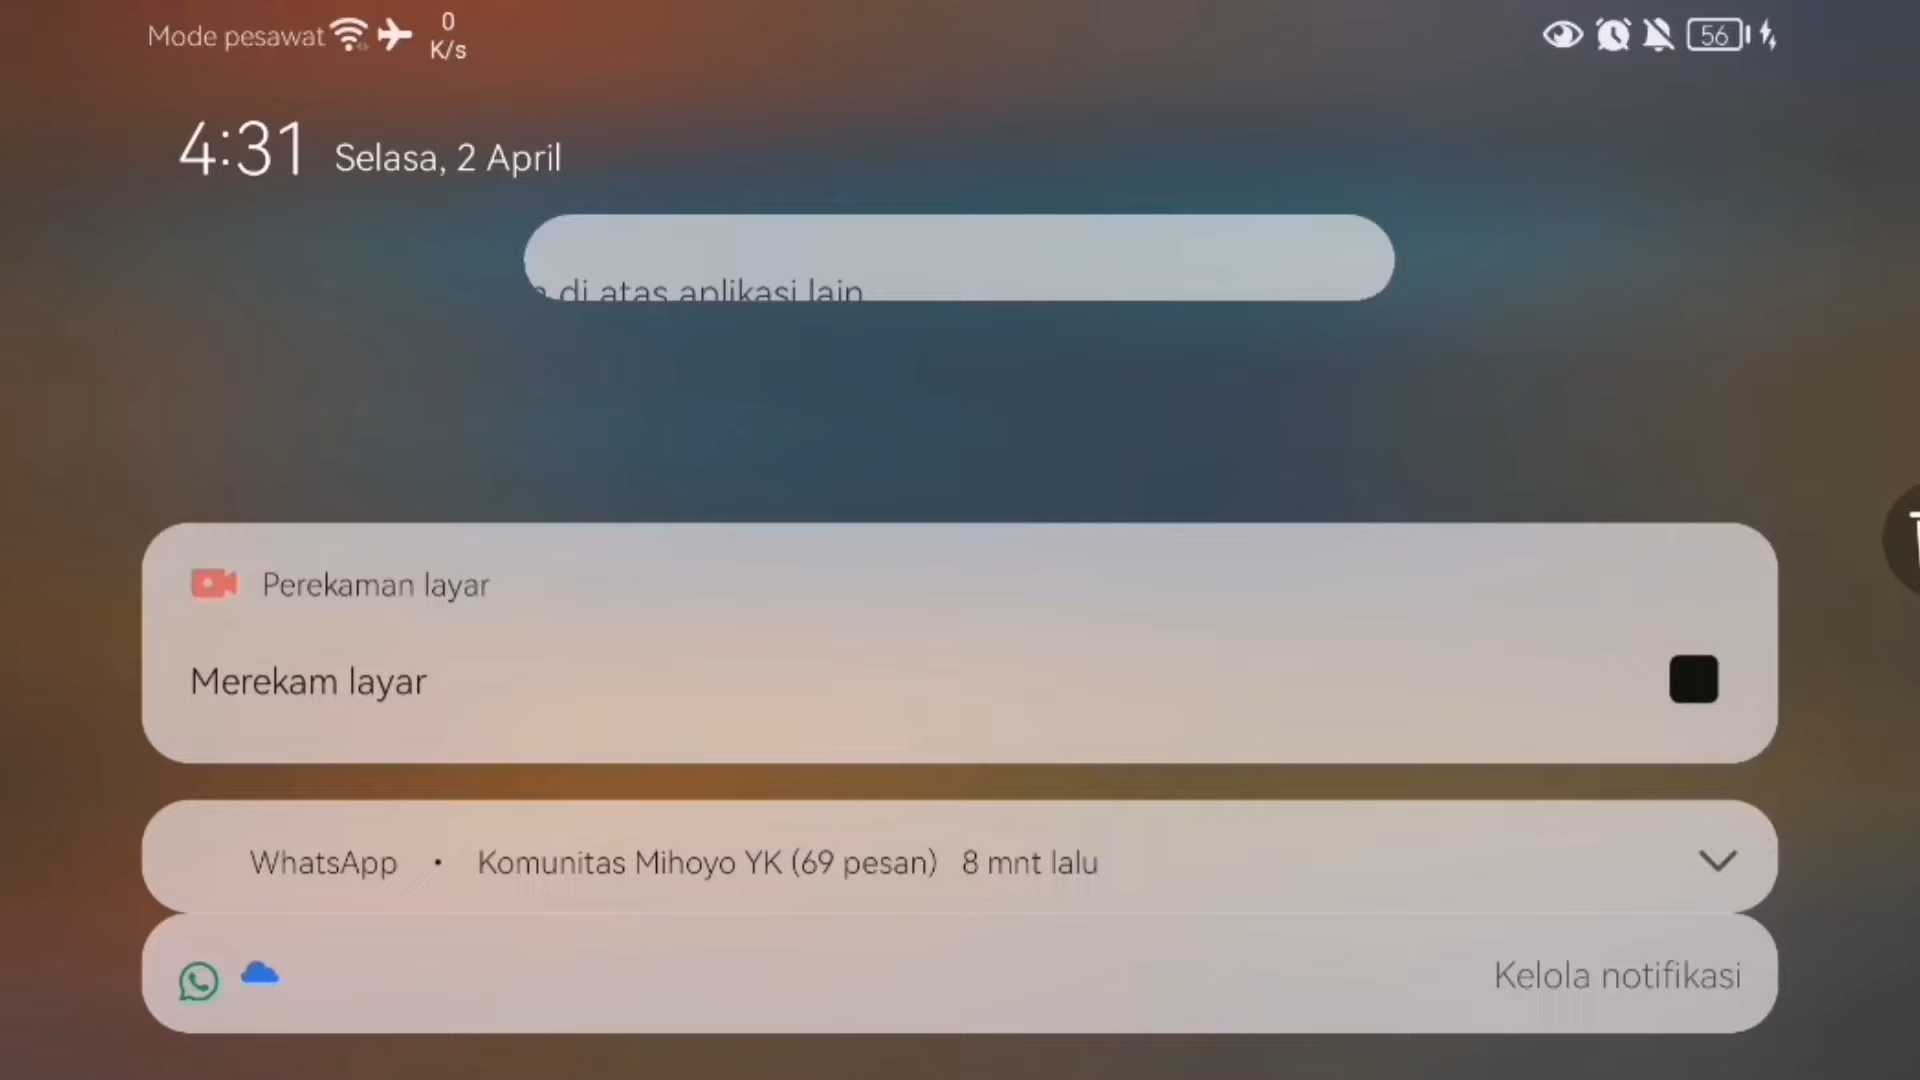 Mode pesawat 0 K/s 56
4:31 Selasa, 2 April
di atas aplikasi lain
Perekaman layar
Merekam layar
WhatsApp • Komunitas Mihoyo YK (69 pesan) 8 mnt lalu
Kelola notifikasi